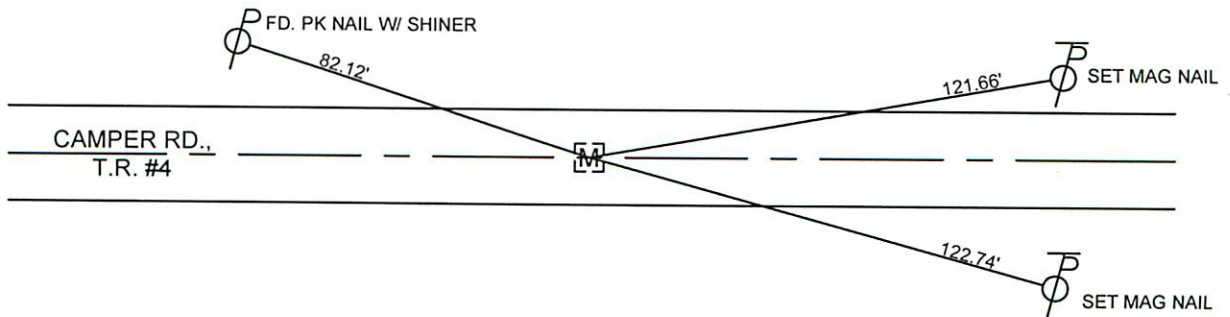 FD. PK NAIL W/ SHINER
P
82.12'
121.66'
P
SET MAG NAIL
CAMPER RD.,
T.R. #4
M
122.74'
P
SET MAG NAIL